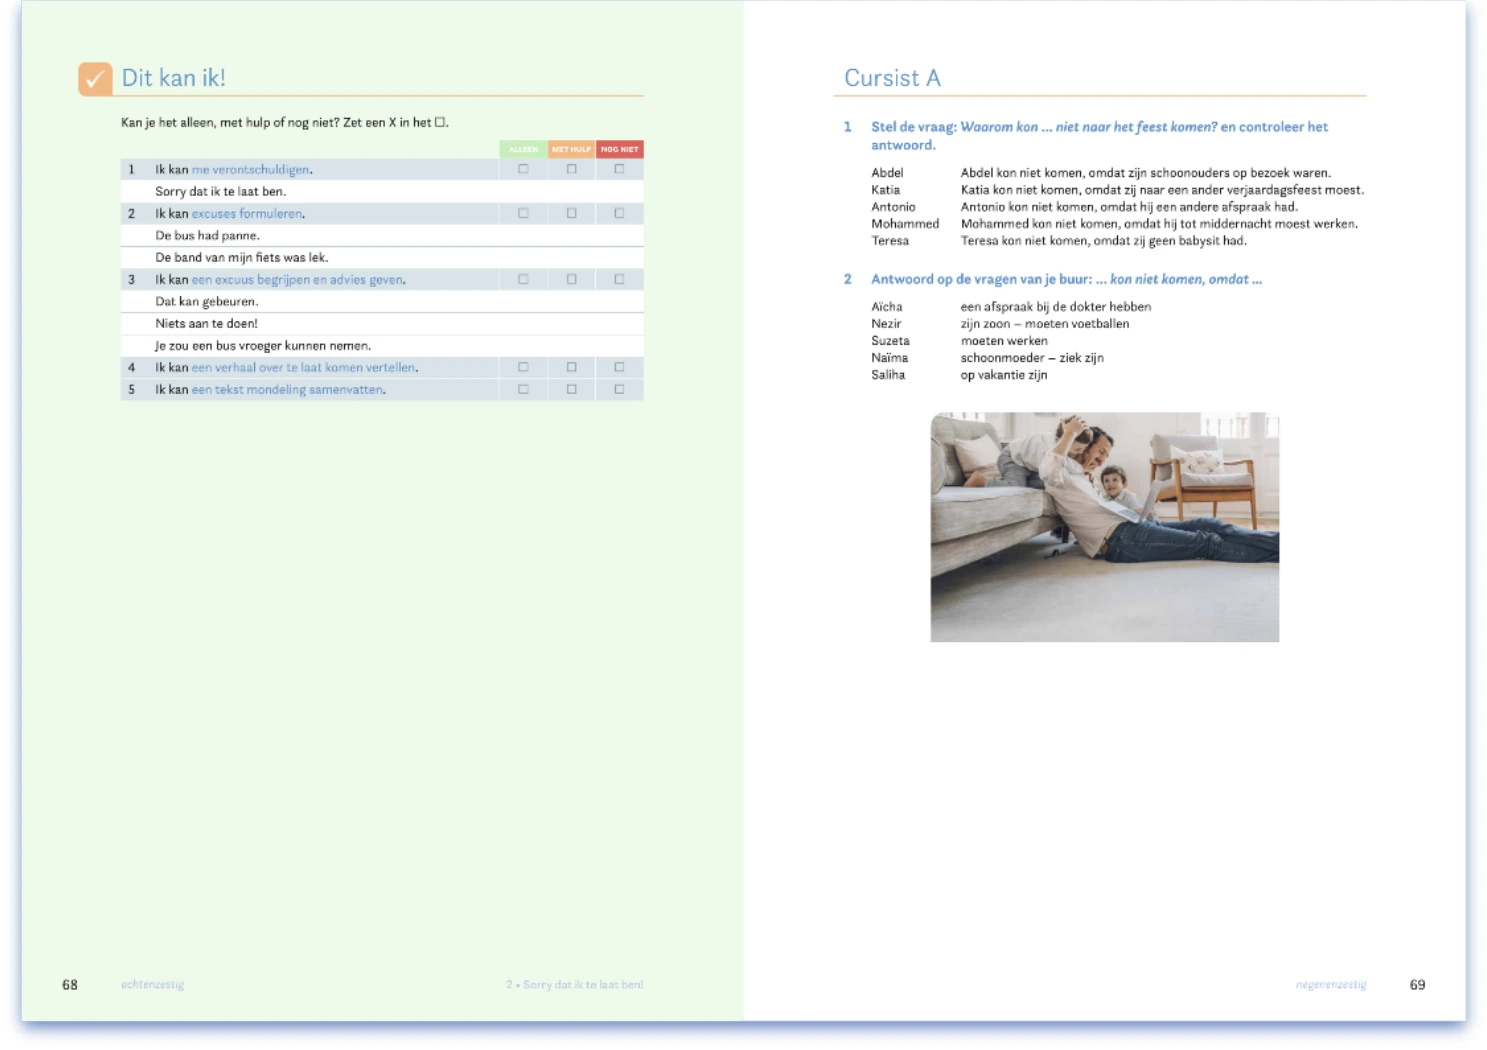 Dit kan ik!
Kan je het alleen, met hulp of nog niet? Zet een X in het ☐.
ALLEEN MET HULP NOG NIET
1 Ik kan me verontschuldigen. ☐ ☐ ☐
Sorry dat ik te laat ben.
2 Ik kan excuses formuleren. ☐ ☐ ☐
De bus had panne.
De band van mijn fiets was lek.
3 Ik kan een excuus begrijpen en advies geven. ☐ ☐ ☐
Dat kan gebeuren.
Niets aan te doen!
Je zou een bus vroeger kunnen nemen.
4 Ik kan een verhaal over te laat komen vertellen. ☐ ☐ ☐
5 Ik kan een tekst mondeling samenvatten. ☐ ☐ ☐
68 achtenzestig 2 • Sorry dat ik te laat ben!
Cursist A
1 Stel de vraag: Waarom kon ... niet naar het feest komen? en controleer het
antwoord.
Abdel Abdel kon niet komen, omdat zijn schoonouders op bezoek waren.
Katia Katia kon niet komen, omdat zij naar een ander verjaardagsfeest moest.
Antonio Antonio kon niet komen, omdat hij een andere afspraak had.
Mohammed Mohammed kon niet komen, omdat hij tot middernacht moest werken.
Teresa Teresa kon niet komen, omdat zij geen babysit had.
2 Antwoord op de vragen van je buur: ... kon niet komen, omdat ...
Aïcha een afspraak bij de dokter hebben
Nezir zijn zoon – moeten voetballen
Suzeta moeten werken
Naïma schoonmoeder – ziek zijn
Saliha op vakantie zijn
negenenzestig 69